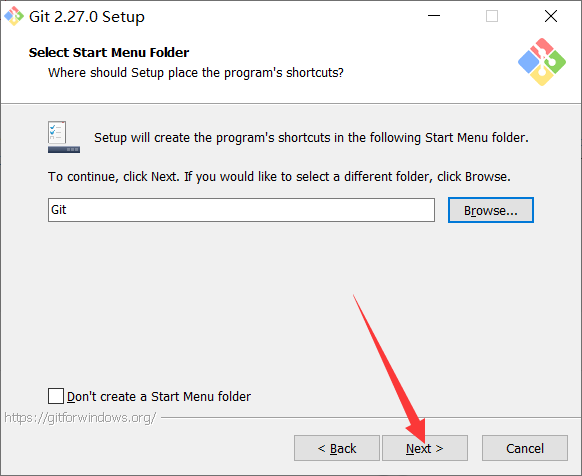 Git 2.27.0 Setup
Select Start Menu Folder
Where should Setup place the program's shortcuts?
Setup will create the program's shortcuts in the following Start Menu folder.
To continue, click Next. If you would like to select a different folder, click Browse.
Git
Browse...
Don't create a Start Menu folder
https://gitforwindows.org/
< Back
Next >
Cancel